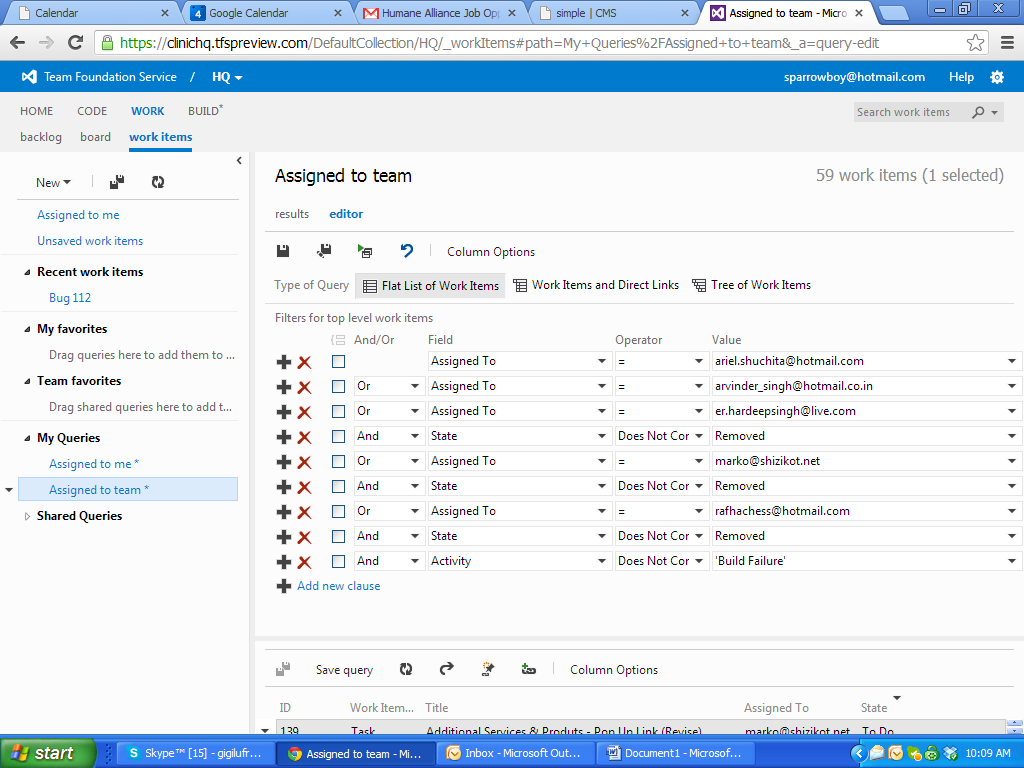 Calendar
Google Calendar
Humane Alliance Job Op
simple | CMS
Assigned to team - Micro
https://clinichq.tfspreview.com/DefaultCollection/HQ/_workItems#path=My+Queries%2FAssigned+to+team&_a=query-edit
Team Foundation Service / HQ
sparrowboy@hotmail.com Help
HOME CODE WORK BUILD*
Search work items
backlog board work items
New
Assigned to me
Unsaved work items
Recent work items
Bug 112
My favorites
Drag queries here to add them to ...
Team favorites
Drag shared queries here to add t...
My Queries
Assigned to me *
Assigned to team *
Shared Queries
Assigned to team
59 work items (1 selected)
results editor
Column Options
Type of Query Flat List of Work Items Work Items and Direct Links Tree of Work Items
Filters for top level work items
And/Or Field Operator Value
Assigned To = ariel.shuchita@hotmail.com
Or Assigned To = arvinder_singh@hotmail.co.in
Or Assigned To = er.hardeepsingh@live.com
And State Does Not Cor Removed
Or Assigned To = marko@shizikot.net
And State Does Not Cor Removed
Or Assigned To = rafhachess@hotmail.com
And State Does Not Cor Removed
And Activity Does Not Cor 'Build Failure'
Add new clause
Save query Column Options
ID Work Item... Title Assigned To State
139 Task Additional Services & Produts - Pop Up Link (Revise) marko@shizikot.net To Do
start
Skype™ [15] - gigilufr...
Assigned to team - Mi...
Inbox - Microsoft Out...
Document1 - Microsof...
10:09 AM